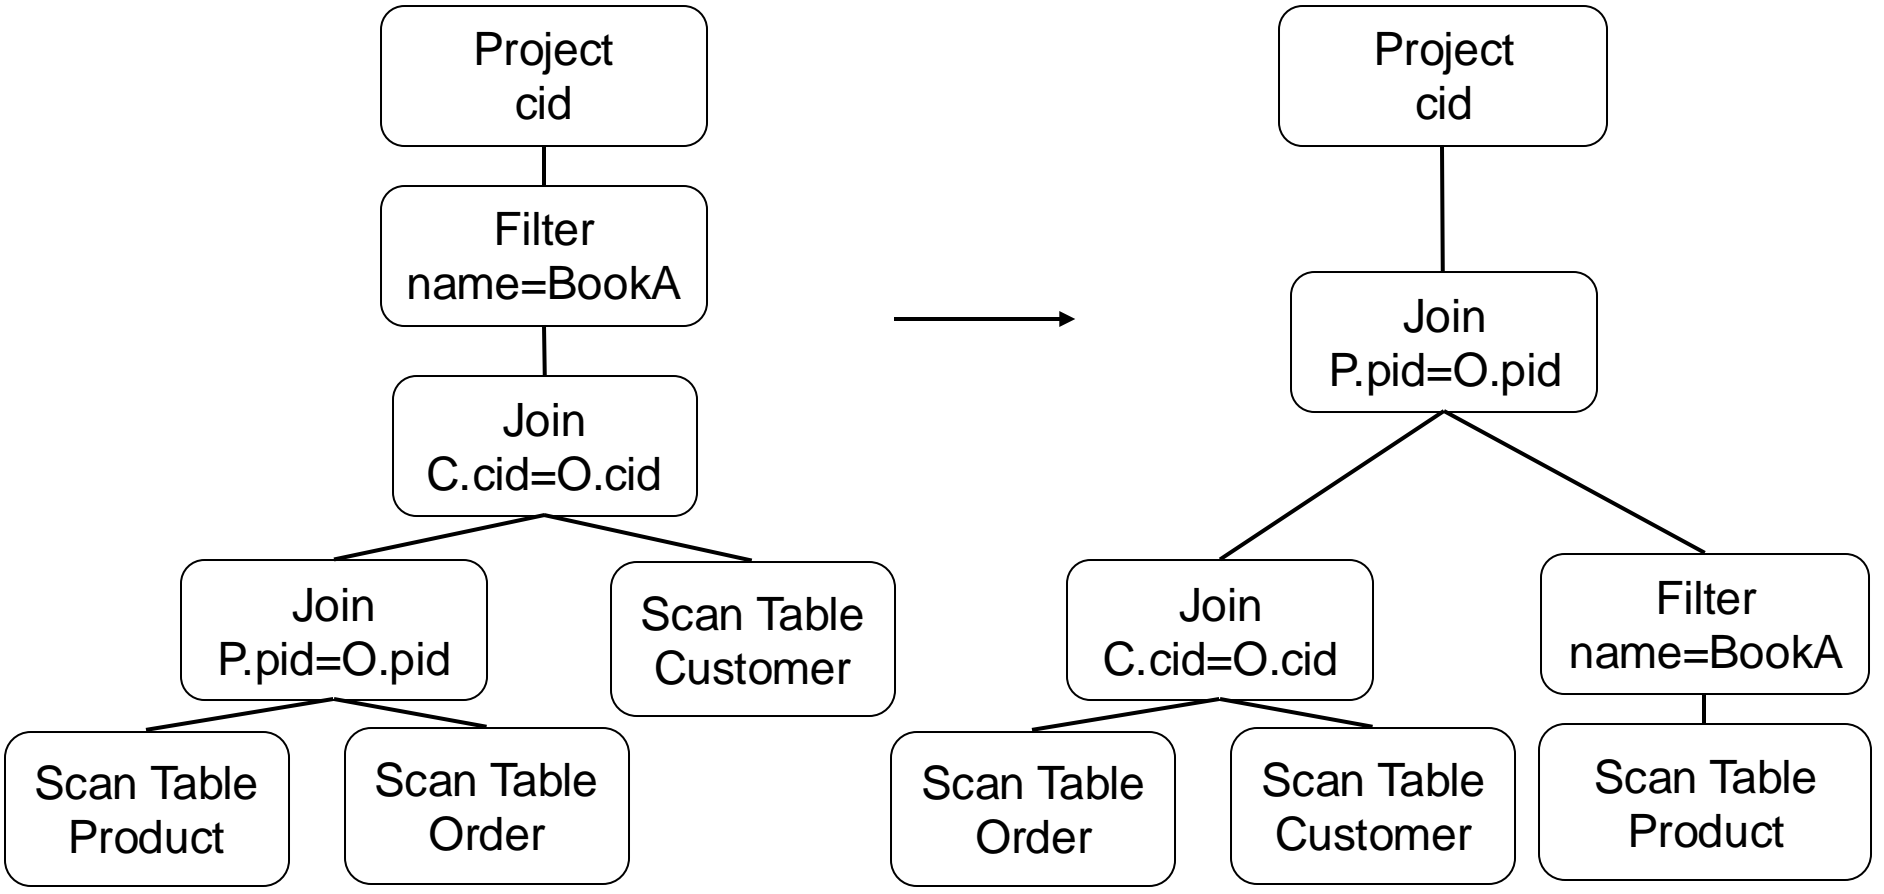 Project
cid
Filter
name=BookA
Join
C.cid=O.cid
Join
P.pid=O.pid
Scan Table
Customer
Scan Table
Product
Scan Table
Order
Project
cid
Join
P.pid=O.pid
Join
C.cid=O.cid
Filter
name=BookA
Scan Table
Order
Scan Table
Customer
Scan Table
Product